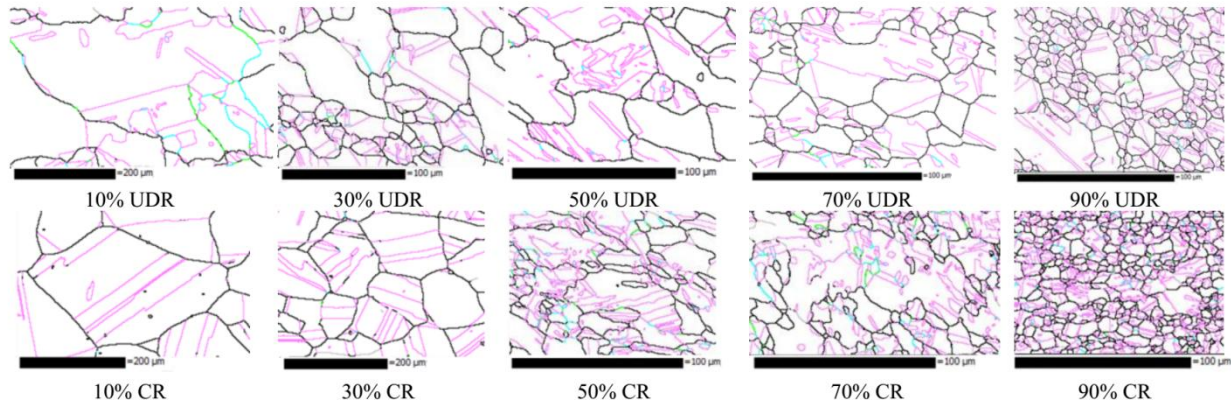 =200 µm =100 µm =100 µm =100 µm =100 µm
10% UDR 30% UDR 50% UDR 70% UDR 90% UDR
=200 µm =200 µm =100 µm =100 µm =100 µm
10% CR 30% CR 50% CR 70% CR 90% CR